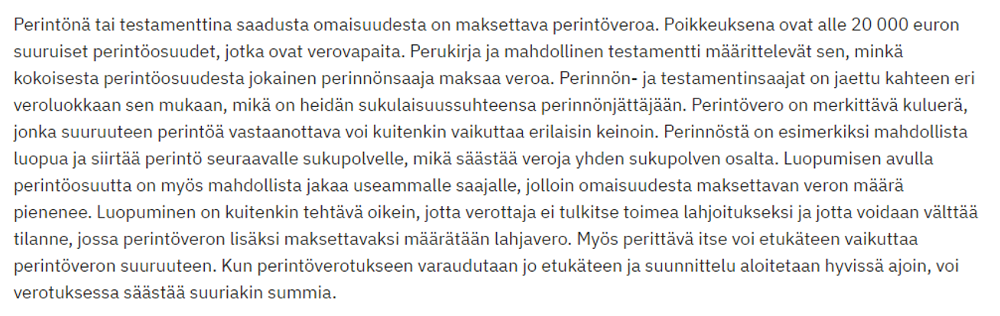 Perintönä tai testamenttina saadusta omaisuudesta on maksettava perintöveroa. Poikkeuksena ovat alle 20 000 euron
suuruiset perintöosuudet, jotka ovat verovapaita. Perukirja ja mahdollinen testamentti määrittelevät sen, minkä
kokoisesta perintöosuudesta jokainen perinnönsaaja maksaa veroa. Perinnön- ja testamentinsaajat on jaettu kahteen eri
veroluokkaan sen mukaan, mikä on heidän sukulaisuussuhteensa perinnönjättäjään. Perintövero on merkittävä kuluerä,
jonka suuruuteen perintöä vastaanottava voi kuitenkin vaikuttaa erilaisin keinoin. Perinnöstä on esimerkiksi mahdollista
luopua ja siirtää perintö seuraavalle sukupolvelle, mikä säästää veroja yhden sukupolven osalta. Luopumisen avulla
perintöosuutta on myös mahdollista jakaa useammalle saajalle, jolloin omaisuudesta maksettavan veron määrä
pienenee. Luopuminen on kuitenkin tehtävä oikein, jotta verottaja ei tulkitse toimea lahjoitukseksi ja jotta voidaan välttää
tilanne, jossa perintöveron lisäksi maksettavaksi määrätään lahjavero. Myös perittävä itse voi etukäteen vaikuttaa
perintöveron suuruuteen. Kun perintöverotukseen varaudutaan jo etukäteen ja suunnittelu aloitetaan hyvissä ajoin, voi
verotuksessa säästää suuriakin summia.